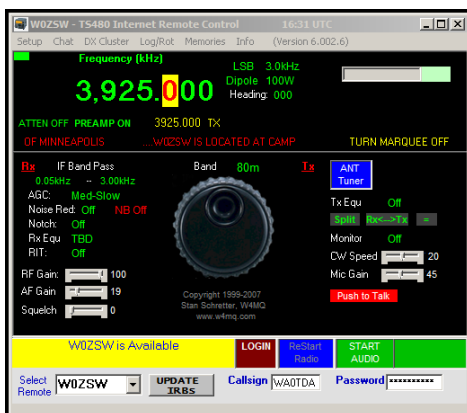 W0ZSW - TS480 Internet Remote Control 16:31 UTC
Setup Chat DX Cluster Log/Rot Memories Info (Version 6.002.6)
Frequency (kHz)
LSB 3.0kHz
3,925.000
Dipole 100W
Heading: 000
ATTEN OFF PREAMP ON 3925.000 TX
OF MINNEAPOLIS ....W0ZSW IS LOCATED AT CAMP TURN MARQUEE OFF
Rx IF Band Pass Band 80m Tx ANT Tuner
0.05kHz -- 3.00kHz
AGC: Med-Slow
Noise Red: Off NB Off
Notch: Off
Rx Equ TBD
RIT: Off
Tx Equ Off
Split Rx<-->Tx =
Monitor Off
CW Speed 20
Mic Gain 45
Push to Talk
RF Gain: 100
AF Gain 19
Squelch 0
Copyright 1999-2007
Stan Schretter, W4MQ
www.w4mq.com
W0ZSW is Available LOGIN ReStart Radio START AUDIO
Select Remote W0ZSW UPDATE IRBS Callsign WA0TDA Password **********